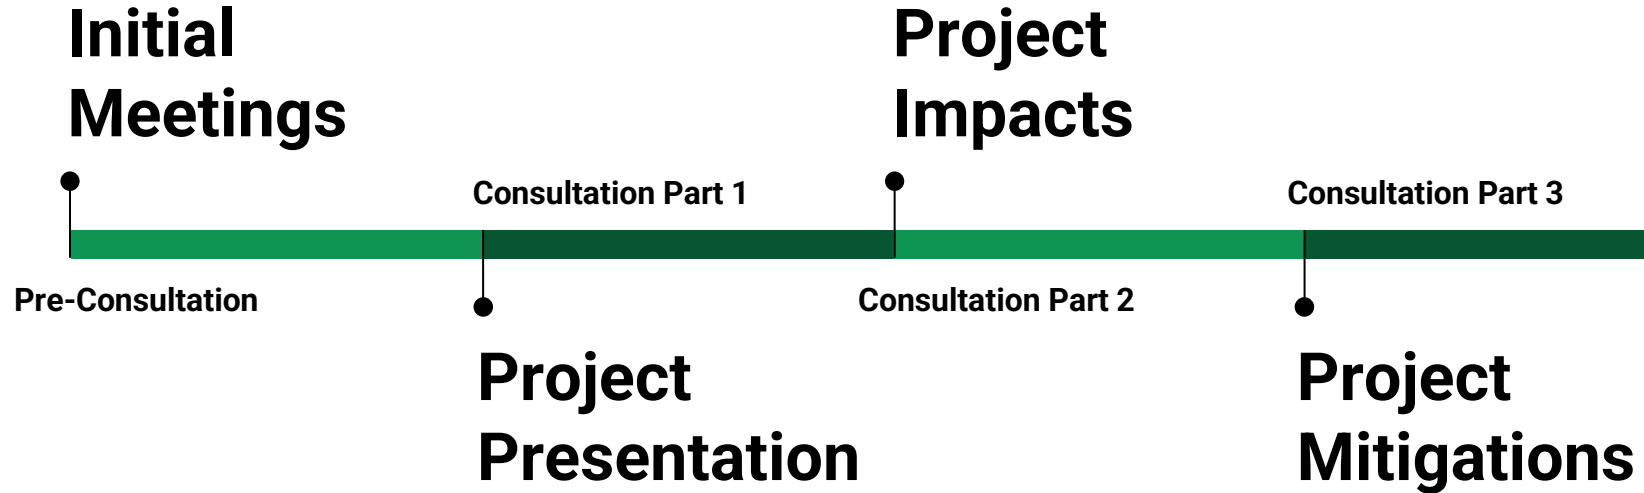 Initial
Meetings
Pre-Consultation
Consultation Part 1
Project
Presentation
Project
Impacts
Consultation Part 2
Consultation Part 3
Project
Mitigations